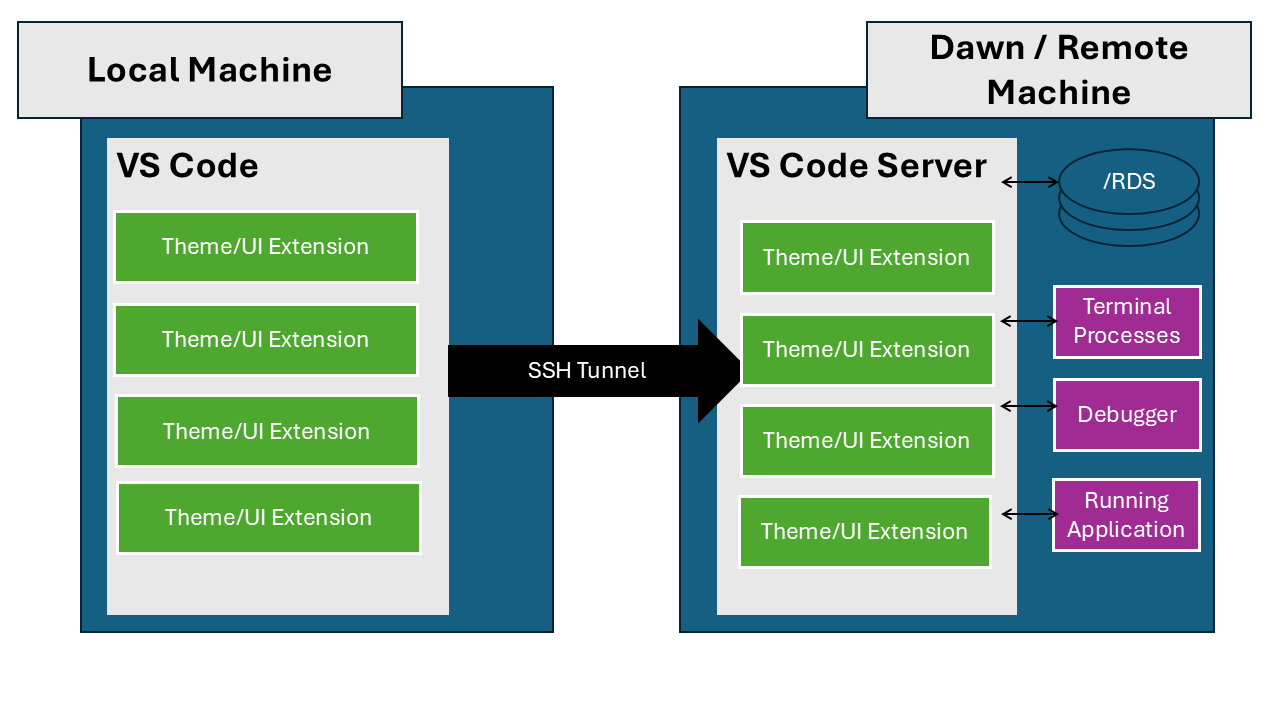 Local Machine
VS Code
Theme/UI Extension
Theme/UI Extension
Theme/UI Extension
Theme/UI Extension
SSH Tunnel
Dawn / Remote
Machine
VS Code Server
Theme/UI Extension
Theme/UI Extension
Theme/UI Extension
Theme/UI Extension
/RDS
Terminal
Processes
Debugger
Running
Application